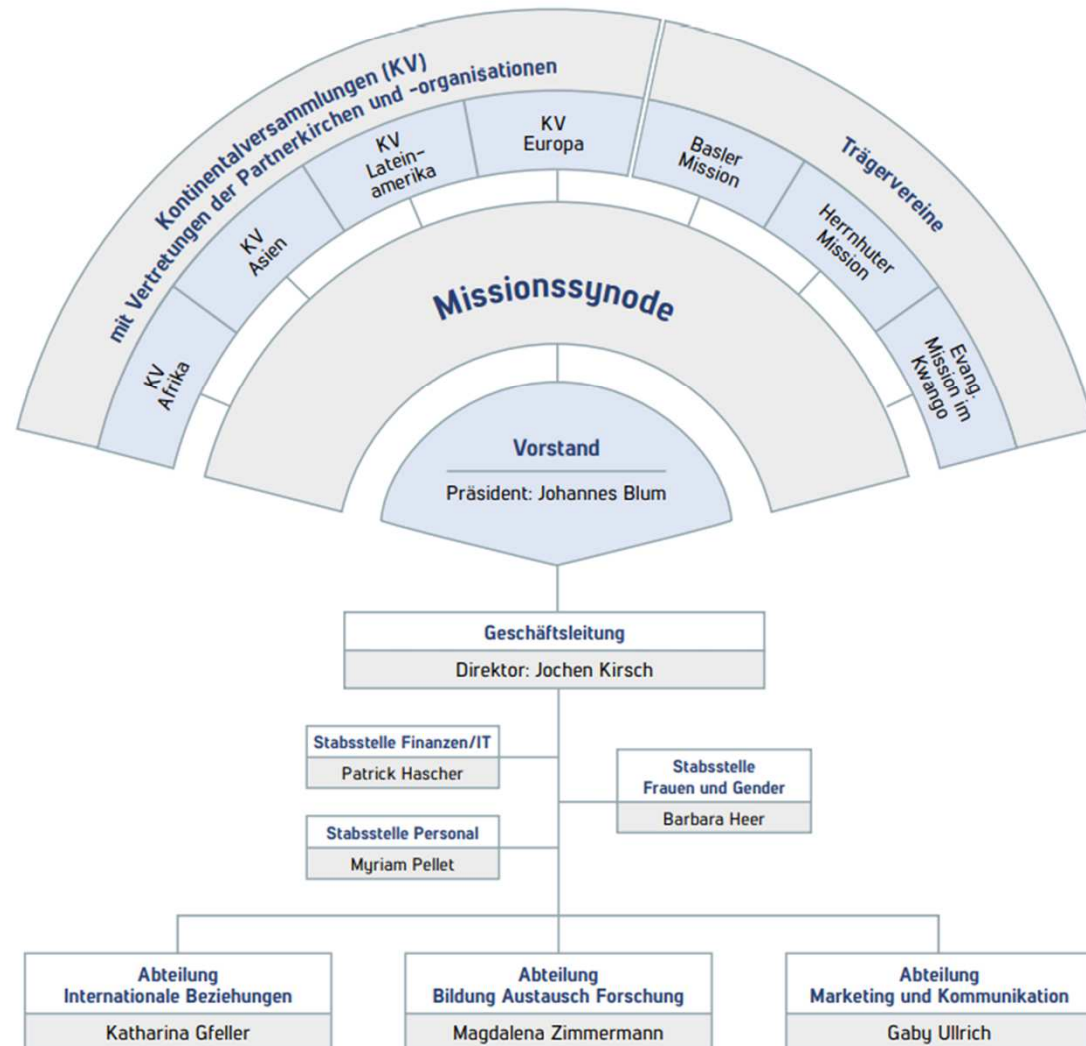 Kontinentalversammlungen (KV)
mit Vertretungen der Partnerkirchen und -organisationen
Trägervereine
KV
Afrika
KV
Asien
KV
Latein-
amerika
KV
Europa
Basler
Mission
Herrnhuter
Mission
Evang.
Mission im
Kwango
Missionssynode
Vorstand
Präsident: Johannes Blum
Geschäftsleitung
Direktor: Jochen Kirsch
Stabsstelle Finanzen/IT
Patrick Hascher
Stabsstelle
Frauen und Gender
Barbara Heer
Stabsstelle Personal
Myriam Pellet
Abteilung
Internationale Beziehungen
Katharina Gfeller
Abteilung
Bildung Austausch Forschung
Magdalena Zimmermann
Abteilung
Marketing und Kommunikation
Gaby Ullrich